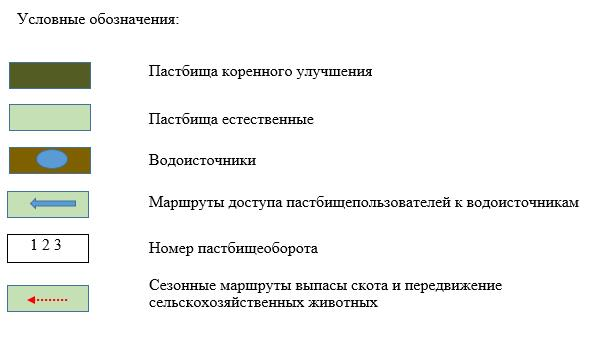 Условные обозначения:
Пастбища коренного улучшения
Пастбища естественные
Водоисточники
Маршруты доступа пастбищепользователей к водоисточникам
1 2 3 Номер пастбищеоборота
Сезонные маршруты выпасы скота и передвижение
сельскохозяйственных животных